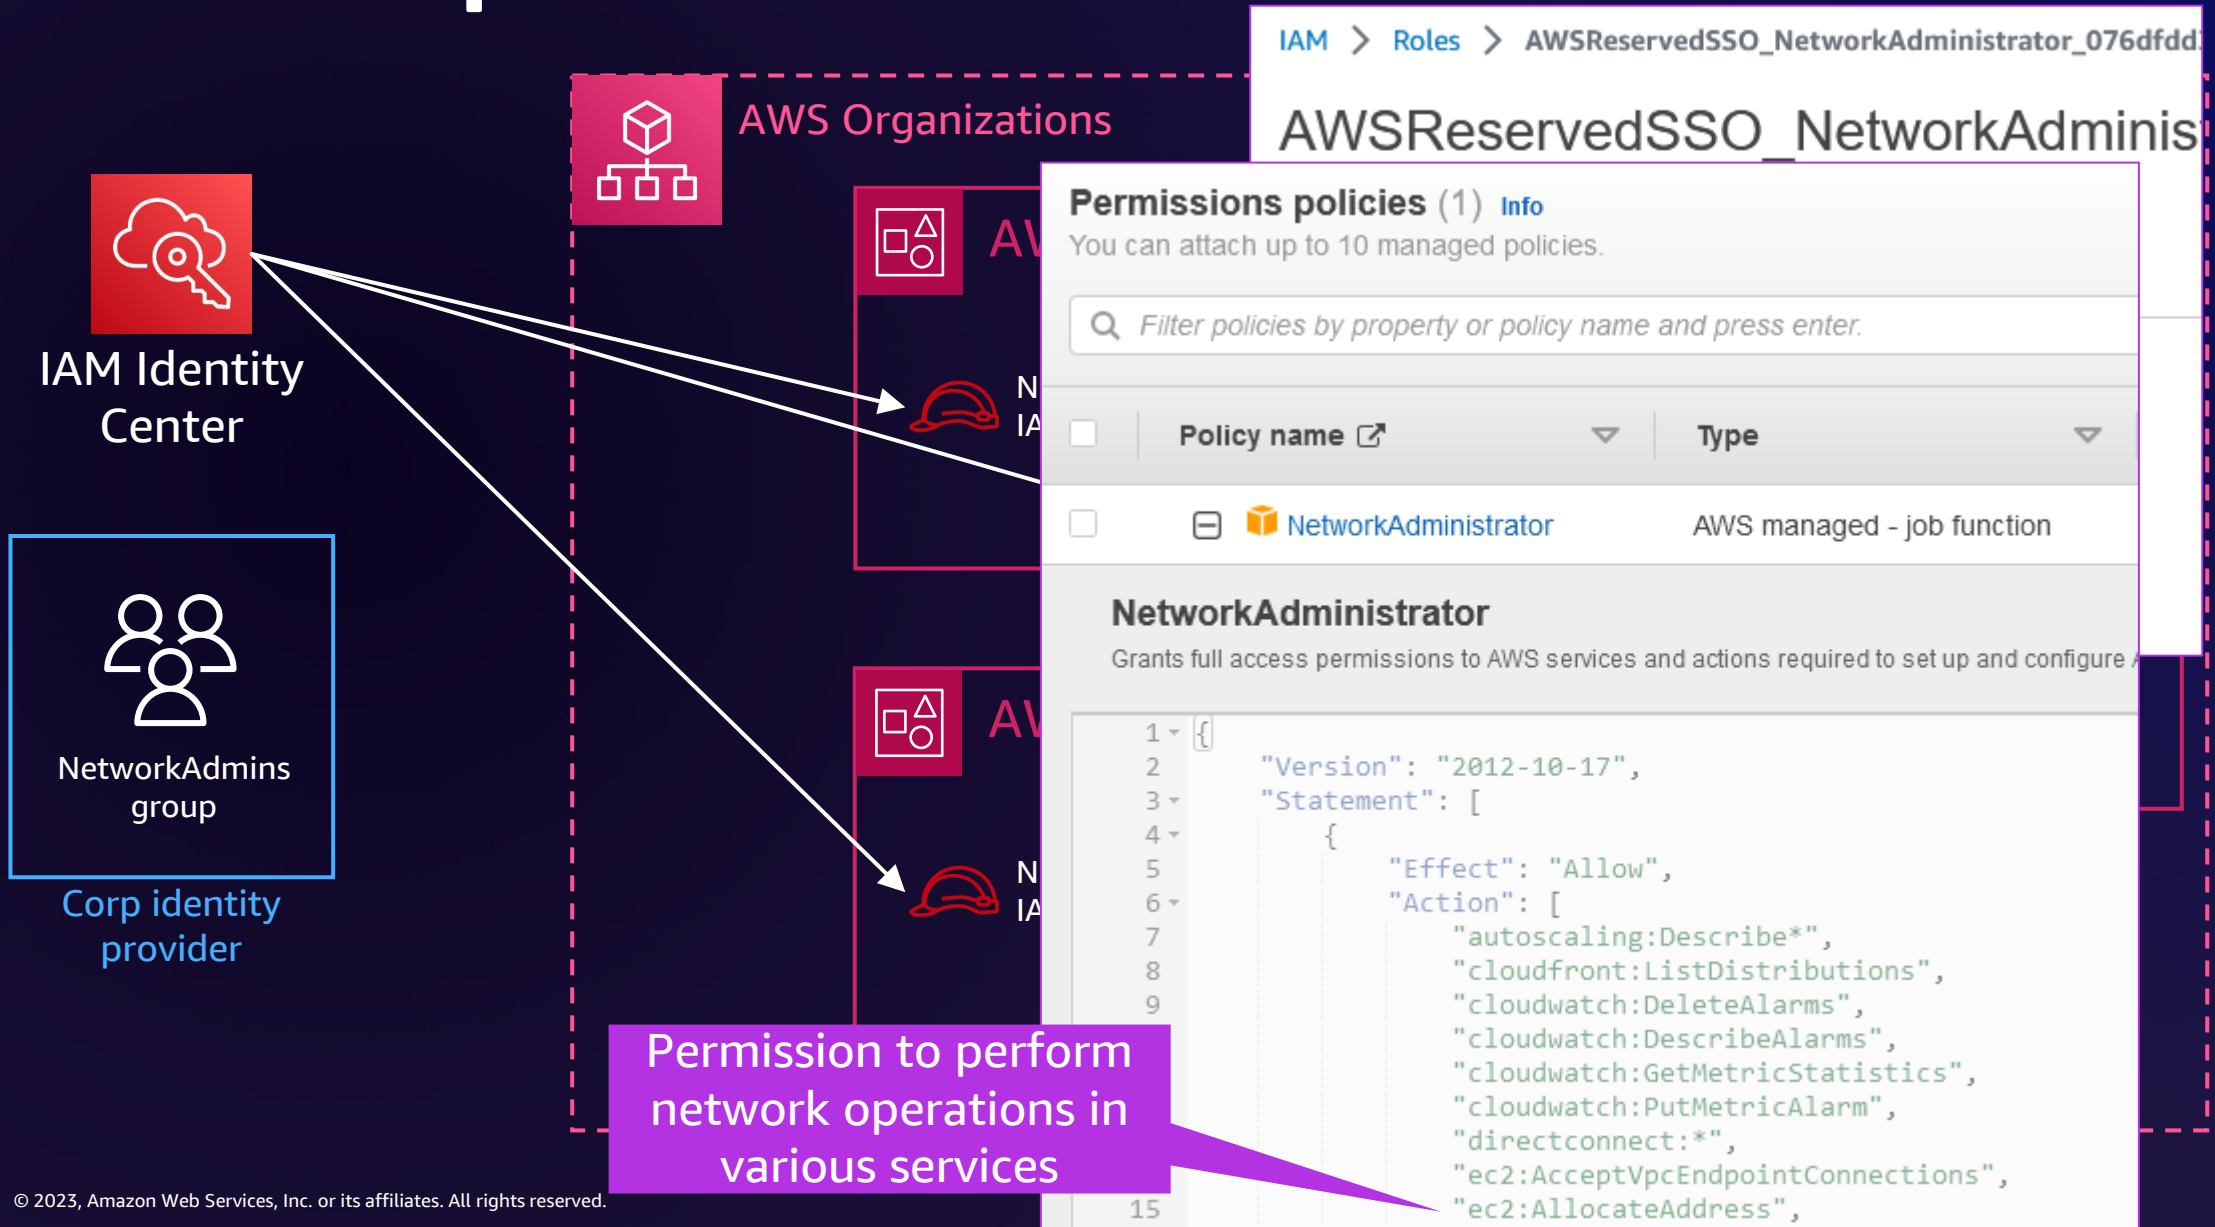 IAM > Roles > AWSReservedSSO_NetworkAdministrator_076dfdd
AWSReservedSSO_NetworkAdminis
AWS Organizations
Permissions policies (1) Info
You can attach up to 10 managed policies.
Filter policies by property or policy name and press enter.
Policy name
Type
NetworkAdministrator
AWS managed - job function
NetworkAdministrator
Grants full access permissions to AWS services and actions required to set up and configure
1 {
2 "Version": "2012-10-17",
3 "Statement": [
4 {
5 "Effect": "Allow",
6 "Action": [
7 "autoscaling:Describe*",
8 "cloudfront:ListDistributions",
9 "cloudwatch:DeleteAlarms",
"cloudwatch:DescribeAlarms",
"cloudwatch:GetMetricStatistics",
"cloudwatch:PutMetricAlarm",
"directconnect:*",
"ec2:AcceptVpcEndpointConnections",
15 "ec2:AllocateAddress",
IAM Identity
Center
NetworkAdmins
group
Corp identity
provider
Permission to perform
network operations in
various services
© 2023, Amazon Web Services, Inc. or its affiliates. All rights reserved.